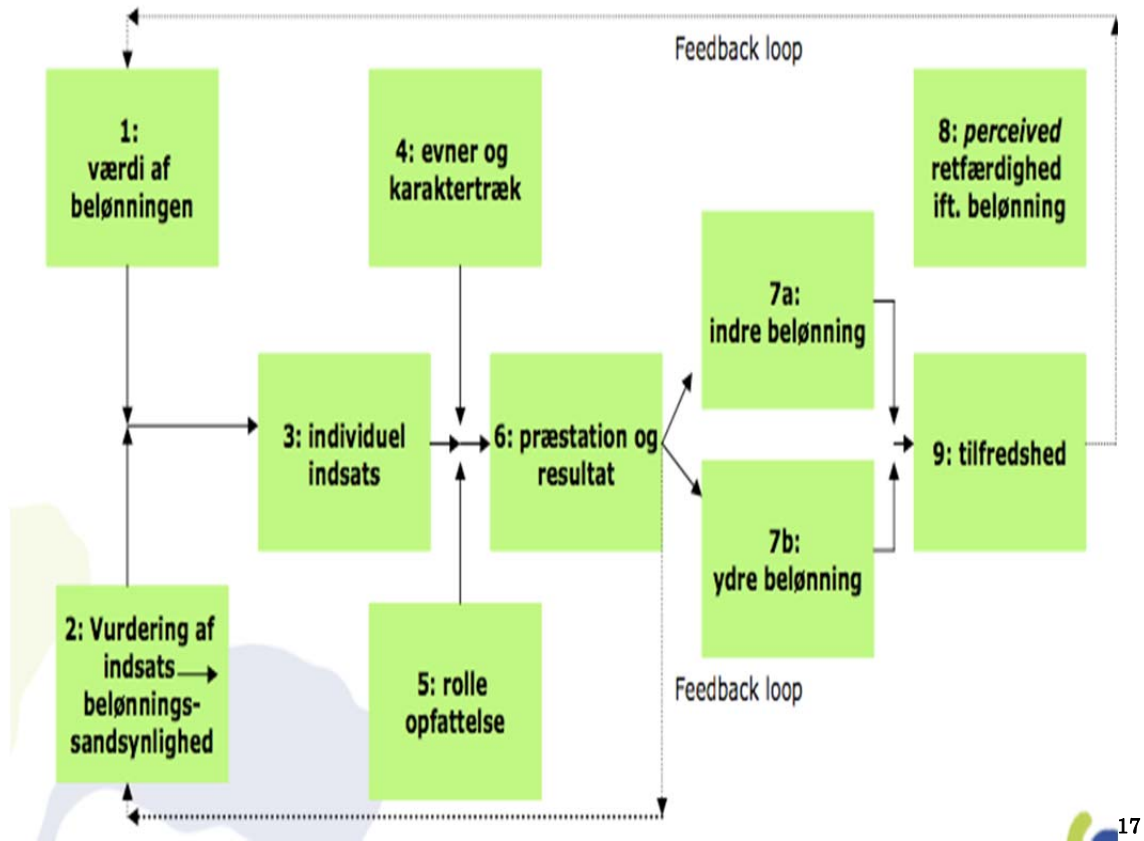 Feedback loop
1:
værdi af
belønningen
4: evner og
karaktertræk
8: perceived
retfærdighed
ift. belønning
7a:
indre belønning
3: individuel
indsats
6: præstation og
resultat
9: tilfredshed
7b:
ydre belønning
2: Vurdering af
indsats
belønnings-
sandsynlighed
5: rolle
opfattelse
Feedback loop
17